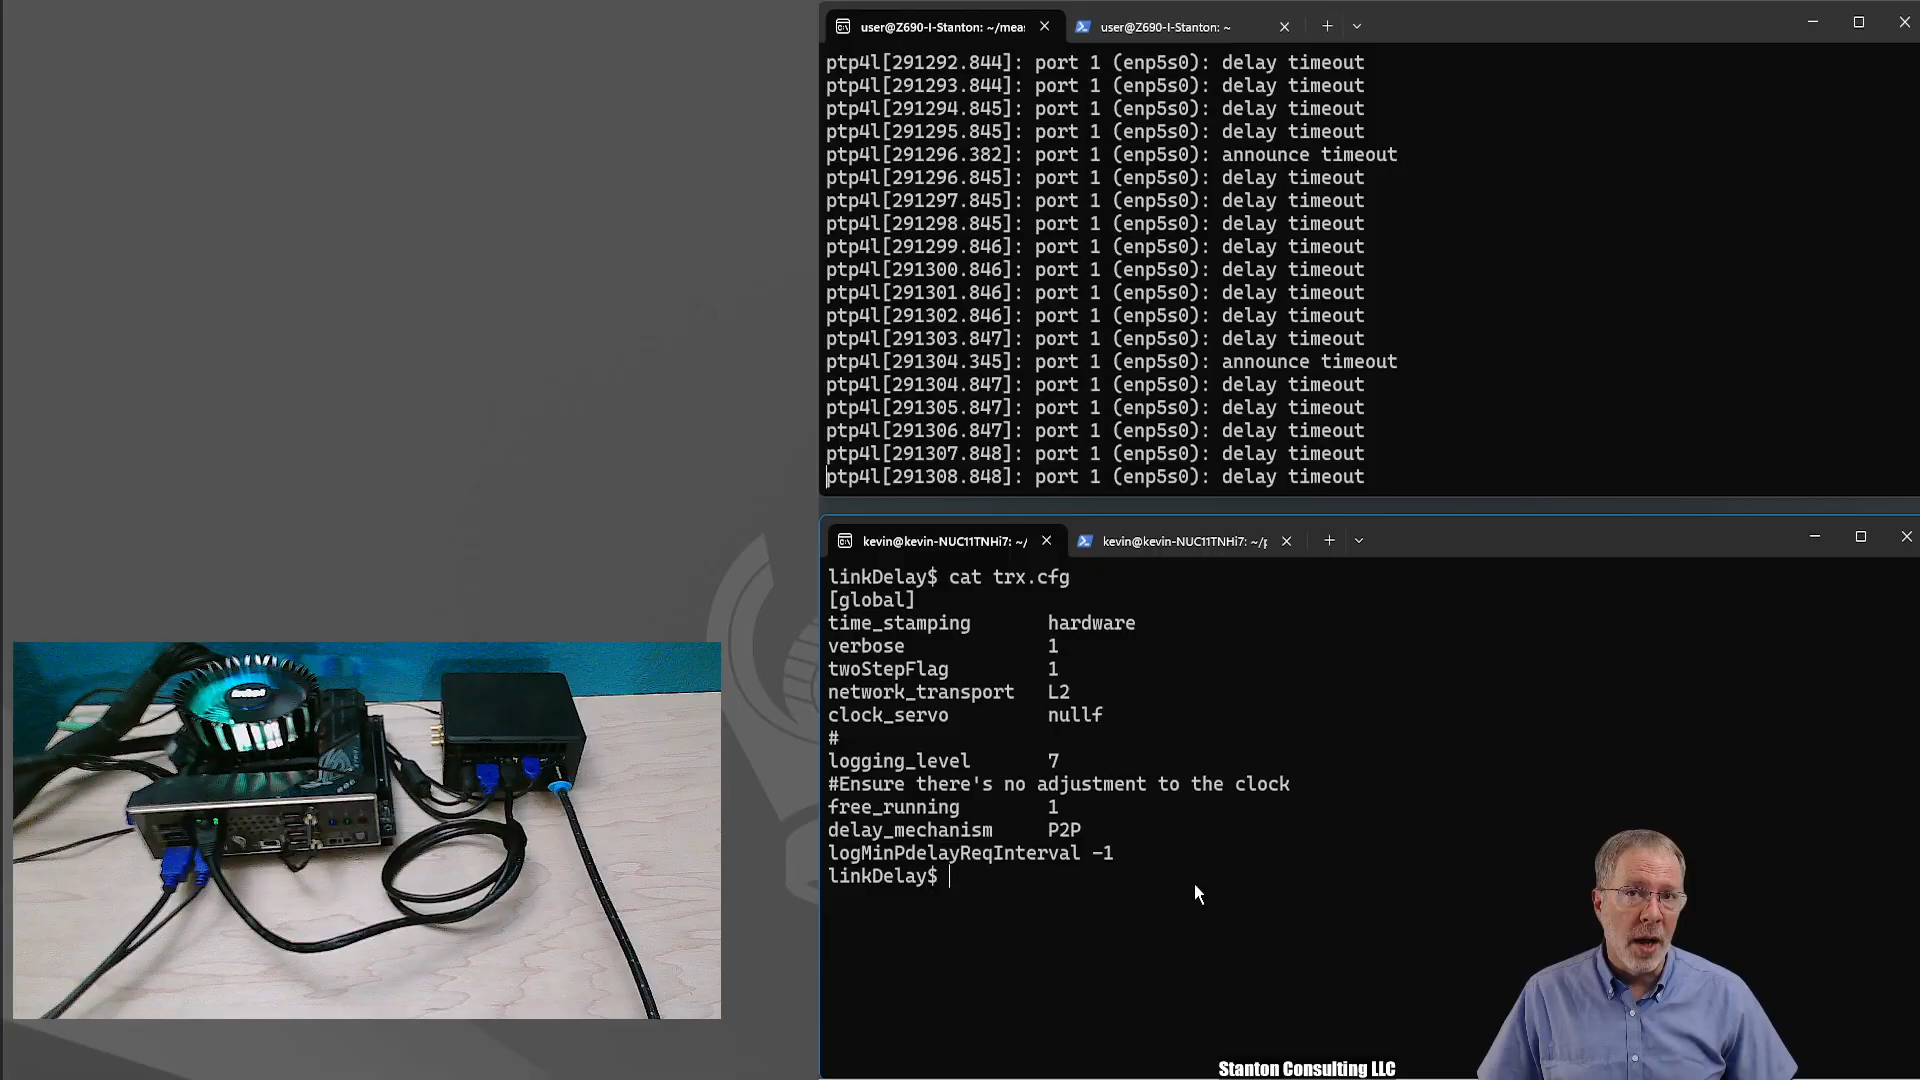 user@Z690-I-Stanton: ~/mea
user@Z690-I-Stanton: ~
ptp4l[291292.844]: port 1 (enp5s0): delay timeout
ptp4l[291293.844]: port 1 (enp5s0): delay timeout
ptp4l[291294.845]: port 1 (enp5s0): delay timeout
ptp4l[291295.845]: port 1 (enp5s0): delay timeout
ptp4l[291296.382]: port 1 (enp5s0): announce timeout
ptp4l[291296.845]: port 1 (enp5s0): delay timeout
ptp4l[291297.845]: port 1 (enp5s0): delay timeout
ptp4l[291298.845]: port 1 (enp5s0): delay timeout
ptp4l[291299.846]: port 1 (enp5s0): delay timeout
ptp4l[291300.846]: port 1 (enp5s0): delay timeout
ptp4l[291301.846]: port 1 (enp5s0): delay timeout
ptp4l[291302.846]: port 1 (enp5s0): delay timeout
ptp4l[291303.847]: port 1 (enp5s0): delay timeout
ptp4l[291304.345]: port 1 (enp5s0): announce timeout
ptp4l[291304.847]: port 1 (enp5s0): delay timeout
ptp4l[291305.847]: port 1 (enp5s0): delay timeout
ptp4l[291306.847]: port 1 (enp5s0): delay timeout
ptp4l[291307.848]: port 1 (enp5s0): delay timeout
ptp4l[291308.848]: port 1 (enp5s0): delay timeout
kevin@kevin-NUC11TNHi7: ~/
kevin@kevin-NUC11TNHi7: ~/p
linkDelay$ cat trx.cfg
[global]
time_stamping hardware
verbose 1
twoStepFlag 1
network_transport L2
clock_servo nullf
#
logging_level 7
#Ensure there's no adjustment to the clock
free_running 1
delay_mechanism P2P
logMinPdelayReqInterval -1
linkDelay$
Stanton Consulting LLC